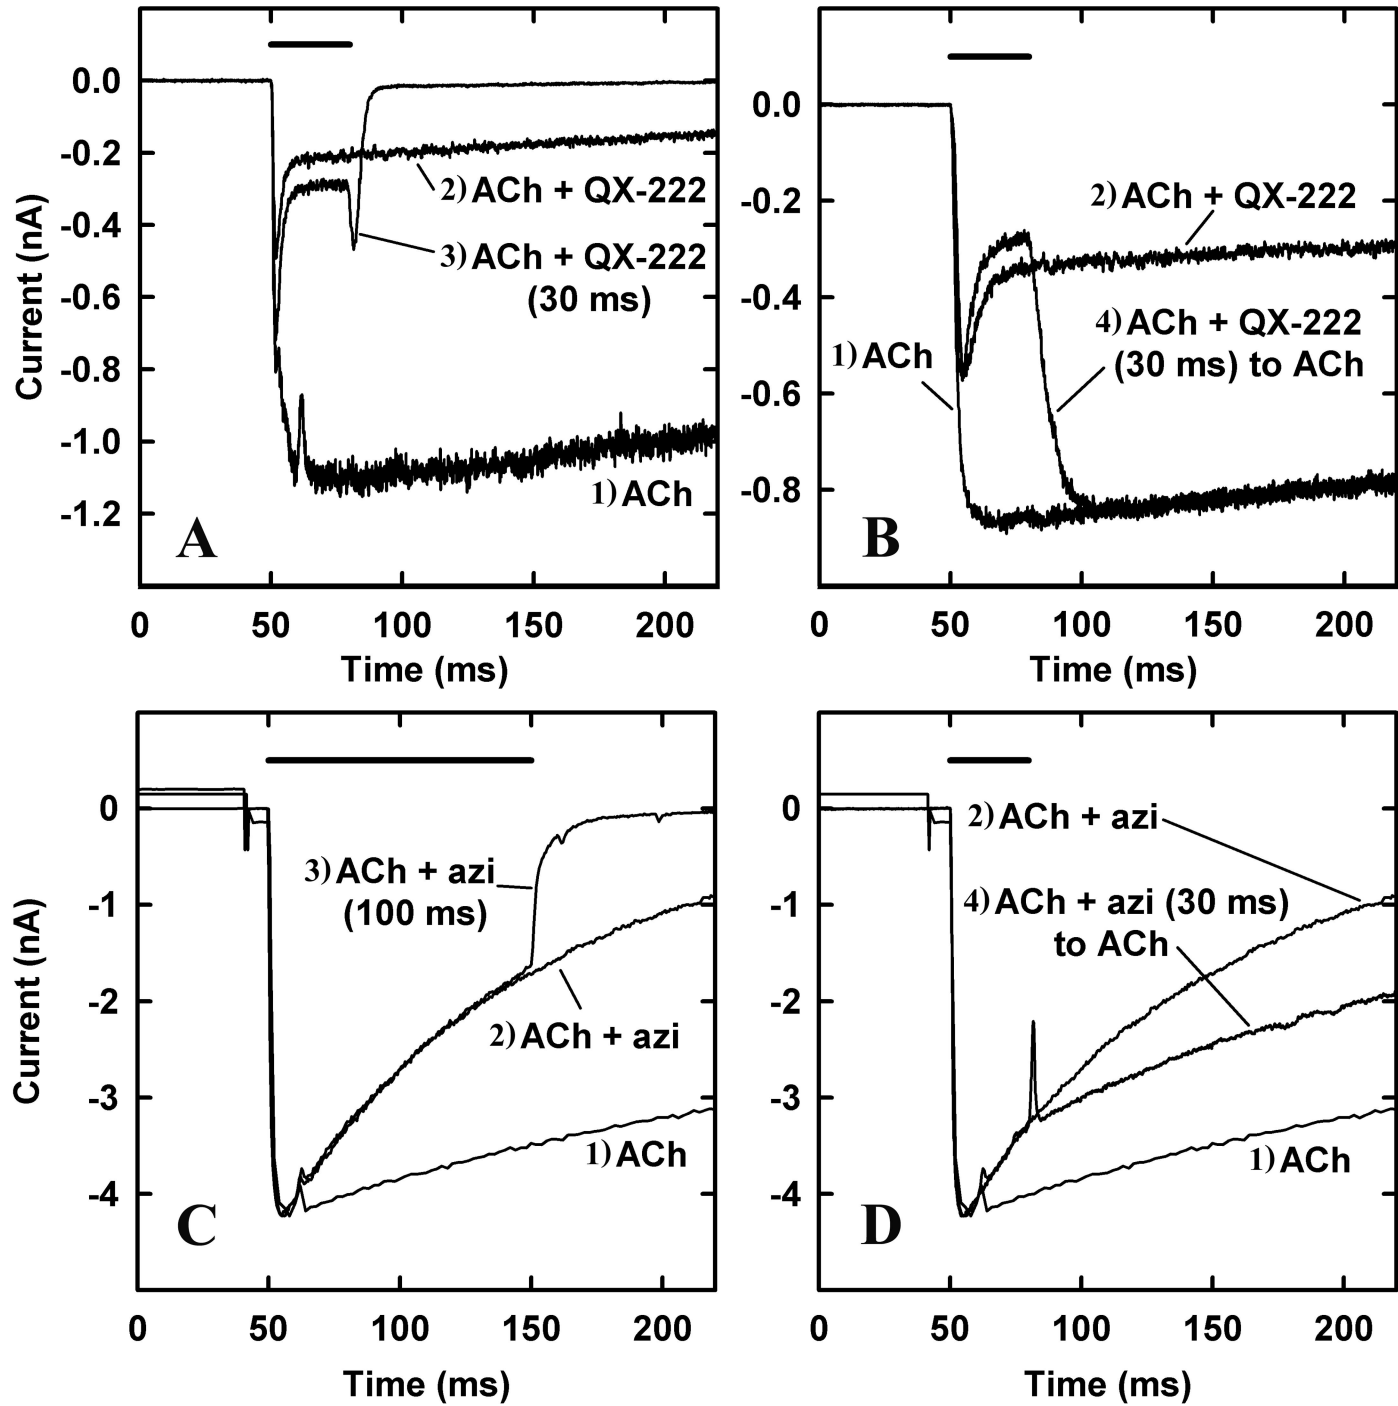 0.0
-0.2
-0.4
-0.6
-0.8
-1.0
-1.2
Current (nA)
2) ACh + QX-222
3) ACh + QX-222
(30 ms)
1) ACh
A
0 50 100 150 200
Time (ms)
0.0
-0.2
-0.4
-0.6
-0.8
2) ACh + QX-222
4) ACh + QX-222
(30 ms) to ACh
1) ACh
B
0 50 100 150 200
Time (ms)
0
-1
-2
-3
-4
Current (nA)
3) ACh + azi
(100 ms)
2) ACh + azi
1) ACh
C
0 50 100 150 200
Time (ms)
0
-1
-2
-3
-4
2) ACh + azi
4) ACh + azi (30 ms)
to ACh
1) ACh
D
0 50 100 150 200
Time (ms)